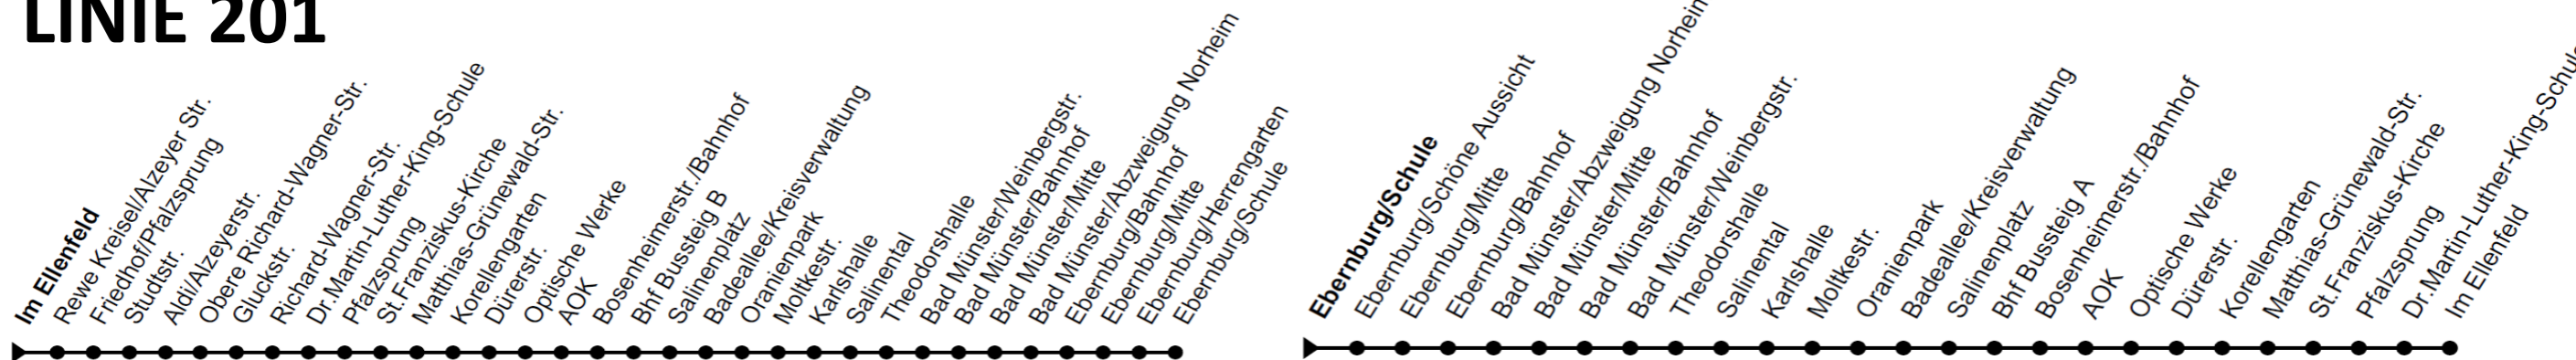 LINIE 201
Im Ellenfeld
Rewe Kreisel/Alzeyer Str.
Friedhof/Pfalzsprung
Studtstr.
Aldi/Alzeyerstr.
Obere Richard-Wagner-Str.
Gluckstr.
Richard-Wagner-Str.
Dr.Martin-Luther-King-Schule
Pfalzsprung
St.Franziskus-Kirche
Matthias-Grünewald-Str.
Korellengarten
Dürerstr.
Optische Werke
AOK
Bosenheimerstr./Bahnhof
Bhf Bussteig B
Salinenplatz
Badeallee/Kreisverwaltung
Oranienpark
Moltkestr.
Karlshalle
Salinental
Theodorshalle
Bad Münster/Weinbergstr.
Bad Münster/Bahnhof
Bad Münster/Mitte
Bad Münster/Abzweigung Norheim
Ebernburg/Bahnhof
Ebernburg/Mitte
Ebernburg/Herrengarten
Ebernburg/Schule
Ebernburg/Schule
Ebernburg/Schöne Aussicht
Ebernburg/Mitte
Ebernburg/Bahnhof
Bad Münster/Abzweigung Norheim
Bad Münster/Mitte
Bad Münster/Bahnhof
Bad Münster/Weinbergstr.
Theodorshalle
Salinental
Karlshalle
Moltkestr.
Oranienpark
Badeallee/Kreisverwaltung
Salinenplatz
Bhf Bussteig A
Bosenheimerstr./Bahnhof
AOK
Optische Werke
Dürerstr.
Korellengarten
Matthias-Grünewald-Str.
St.Franziskus-Kirche
Pfalzsprung
Dr.Martin-Luther-King-Schule
Im Ellenfeld